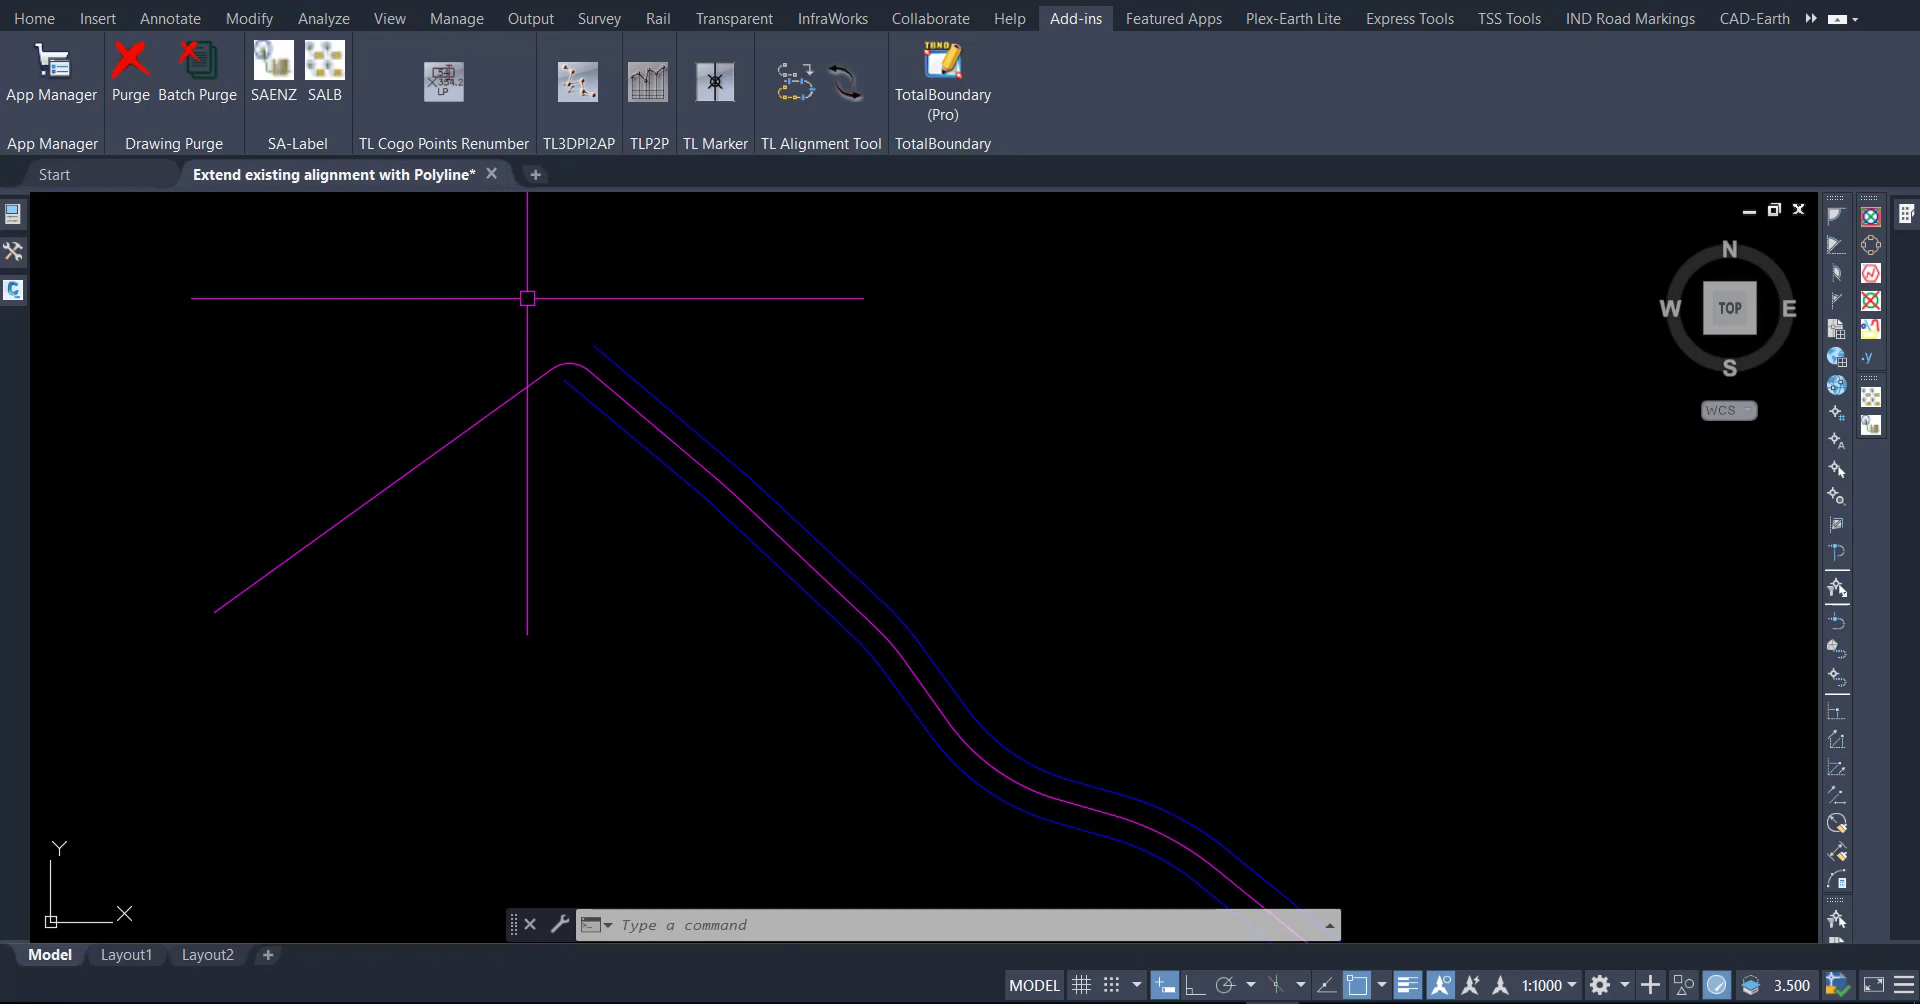 Home Insert Annotate Modify Analyze View Manage Output Survey Rail Transparent InfraWorks Collaborate Help Add-ins Featured Apps Plex-Earth Lite Express Tools TSS Tools IND Road Markings CAD-Earth
TBND
App Manager Purge Batch Purge SAENZ SALB TotalBoundary
(Pro)
App Manager Drawing Purge SA-Label TL Cogo Points Renumber TL3DPI2AP TLP2P TL Marker TL Alignment Tool TotalBoundary
Start Extend existing alignment with Polyline*
N
W TOP E
S
WCS
.y
Y
X
Type a command
Model Layout1 Layout2
MODEL 1:1000 3.500